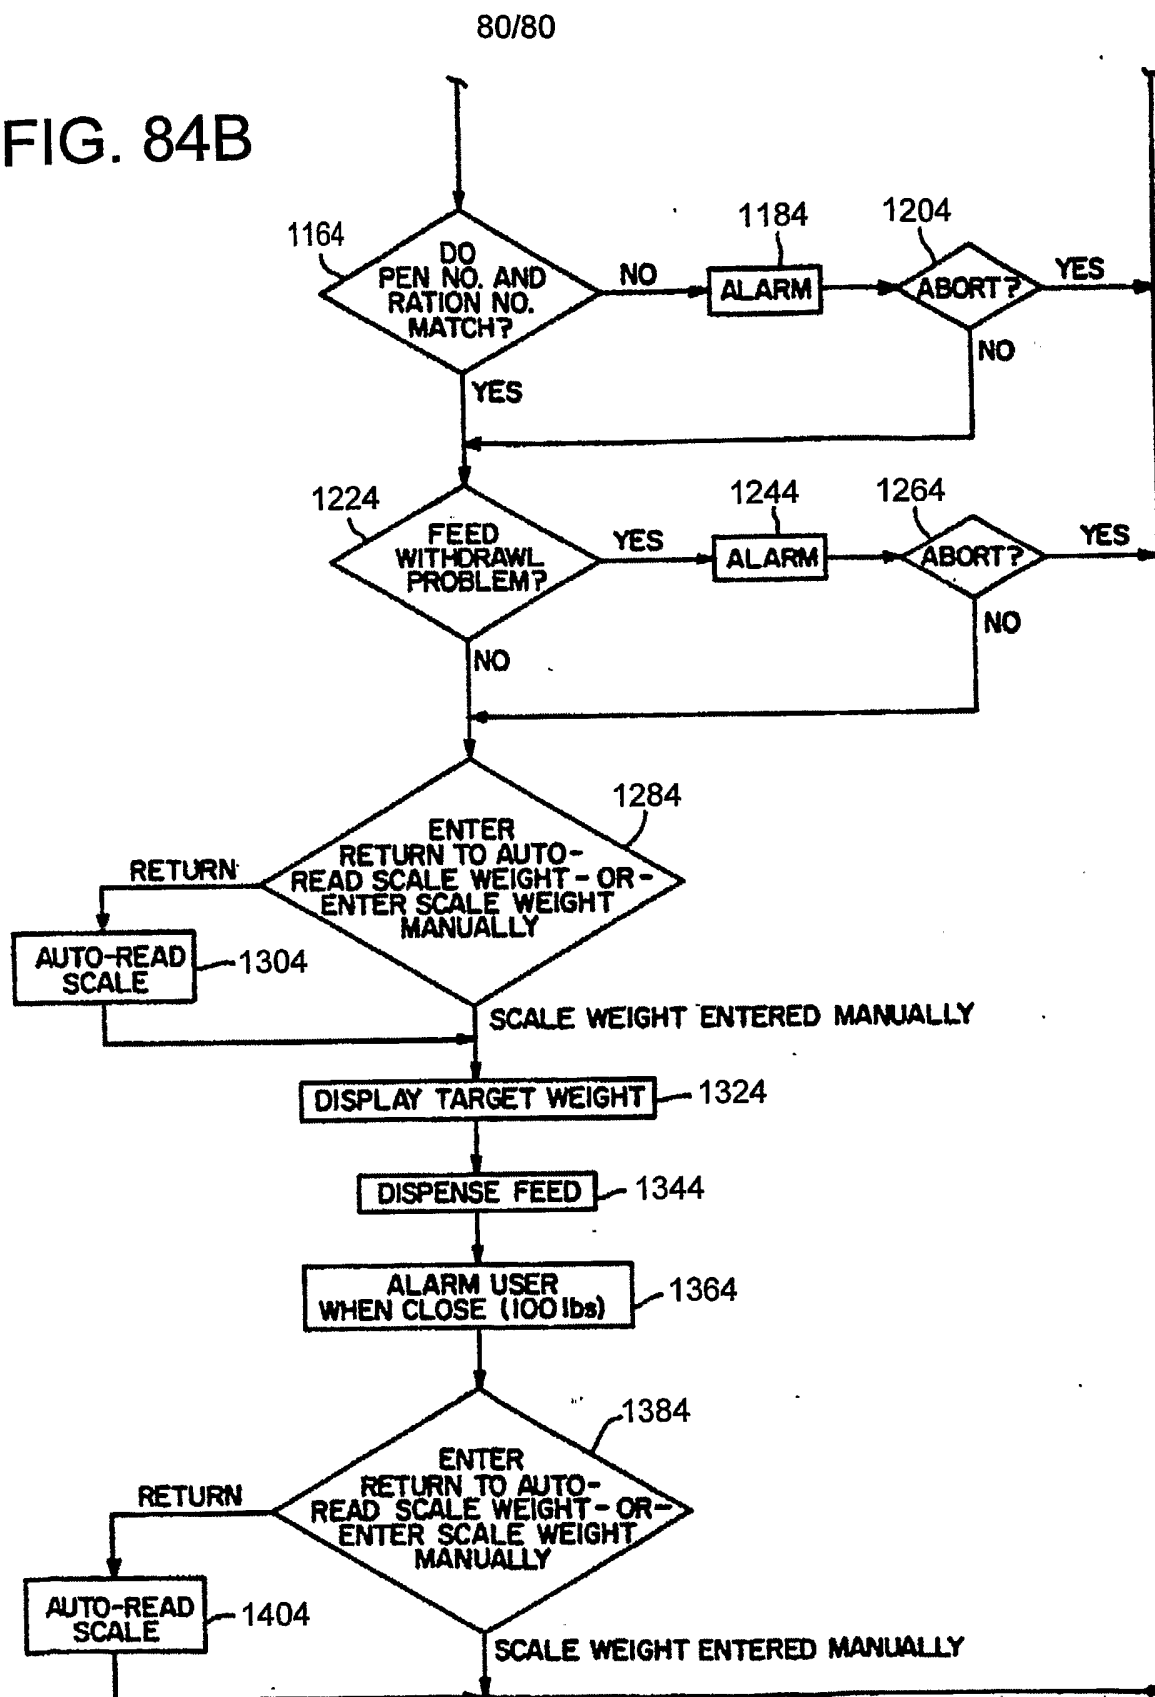 80/80
FIG. 84B
1164
DO
PEN NO. AND
RATION NO.
MATCH?
NO
1184
ALARM
1204
ABORT?
YES
NO
YES
1224
FEED
WITHDRAWL
PROBLEM?
YES
1244
ALARM
1264
ABORT?
YES
NO
NO
1284
ENTER
RETURN TO AUTO-
READ SCALE WEIGHT-OR-
ENTER SCALE WEIGHT
MANUALLY
RETURN
AUTO-READ
SCALE
1304
SCALE WEIGHT ENTERED MANUALLY
DISPLAY TARGET WEIGHT
1324
DISPENSE FEED
1344
ALARM USER
WHEN CLOSE (100 lbs)
1364
1384
ENTER
RETURN TO AUTO-
READ SCALE WEIGHT-OR-
ENTER SCALE WEIGHT
MANUALLY
RETURN
AUTO-READ
SCALE
1404
SCALE WEIGHT ENTERED MANUALLY